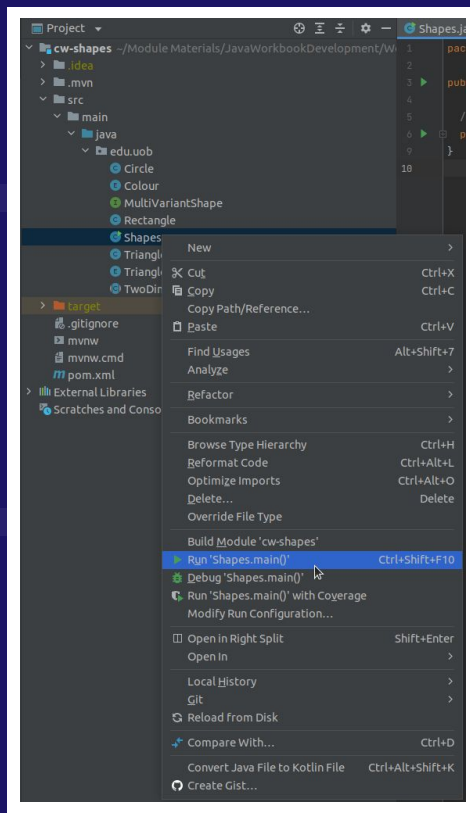 Project
Shapes.ja
cw-shapes ~/Module Materials/JavaWorkbookDevelopment/We
1 pac
.idea
2
.mvn
3 pub
src
4
main
5 /
java
6 p
edu.uob
9 }
Circle
10
Colour
MultiVariantShape
Rectangle
Shapes
Triangl
Triangl
TwoDin
target
.gitignore
mvnw
mvnw.cmd
pom.xml
External Libraries
Scratches and Conso
New
Cut Ctrl+X
Copy Ctrl+C
Copy Path/Reference...
Paste Ctrl+V
Find Usages Alt+Shift+7
Analyze
Refactor
Bookmarks
Browse Type Hierarchy Ctrl+H
Reformat Code Ctrl+Alt+L
Optimize Imports Ctrl+Alt+O
Delete... Delete
Override File Type
Build Module 'cw-shapes'
Run 'Shapes.main()' Ctrl+Shift+F10
Debug 'Shapes.main()'
Run 'Shapes.main()' with Coverage
Modify Run Configuration...
Open in Right Split Shift+Enter
Open In
Local History
Git
Reload from Disk
Compare With... Ctrl+D
Convert Java File to Kotlin File Ctrl+Alt+Shift+K
Create Gist...